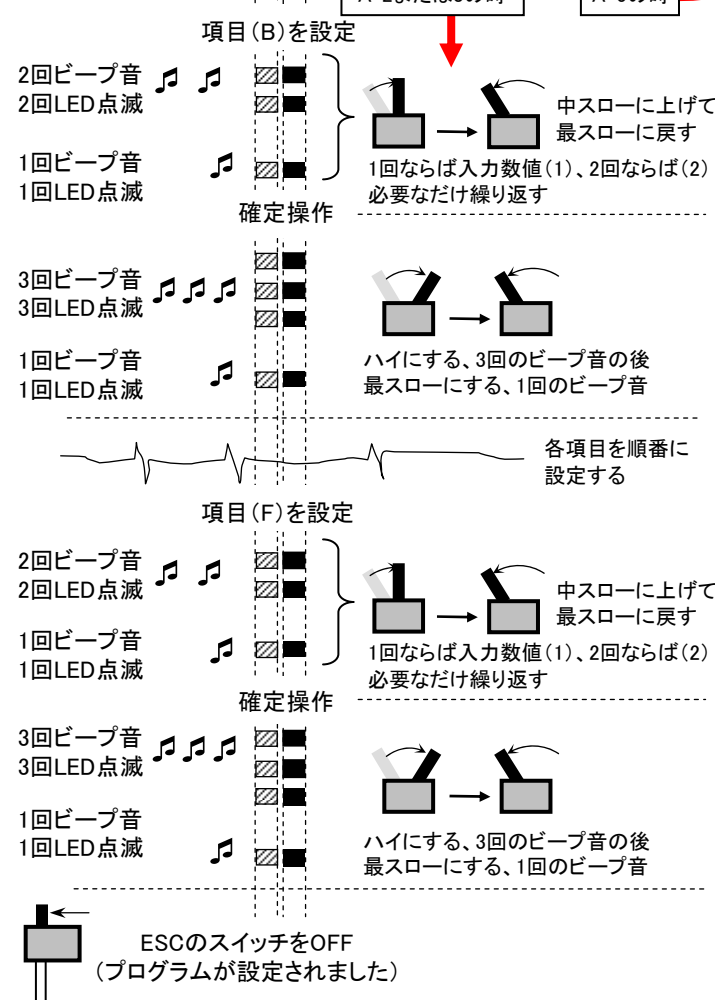 項目(B)を設定
2回ビープ音
2回LED点滅
中スローに上げて
最スローに戻す
1回ビープ音
1回LED点滅
1回ならば入力数値(1)、2回ならば(2)
必要なだけ繰り返す
確定操作
3回ビープ音
3回LED点滅
1回ビープ音
1回LED点滅
ハイにする、3回のビープ音の後
最スローにする、1回のビープ音
各項目を順番に
設定する
項目(F)を設定
2回ビープ音
2回LED点滅
中スローに上げて
最スローに戻す
1回ビープ音
1回LED点滅
1回ならば入力数値(1)、2回ならば(2)
必要なだけ繰り返す
確定操作
3回ビープ音
3回LED点滅
1回ビープ音
1回LED点滅
ハイにする、3回のビープ音の後
最スローにする、1回のビープ音
ESCのスイッチをOFF
(プログラムが設定されました)